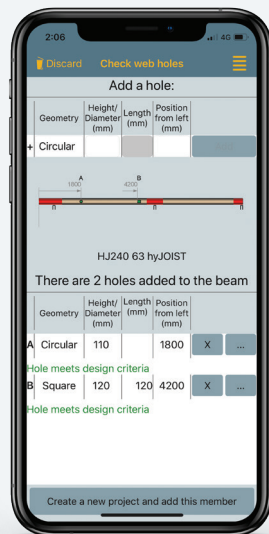 2:06 4G
Discard Check web holes
Add a hole:
Geometry Height/ Diameter (mm) Length (mm) Position from left (mm)
+ Circular
A B
1800 4200
HJ240 63 hyJOIST
There are 2 holes added to the beam
Geometry Height/ Diameter (mm) Length (mm) Position from left (mm)
A Circular 110 1800 X ...
Hole meets design criteria
B Square 120 120 4200 X ...
Hole meets design criteria
Create a new project and add this member